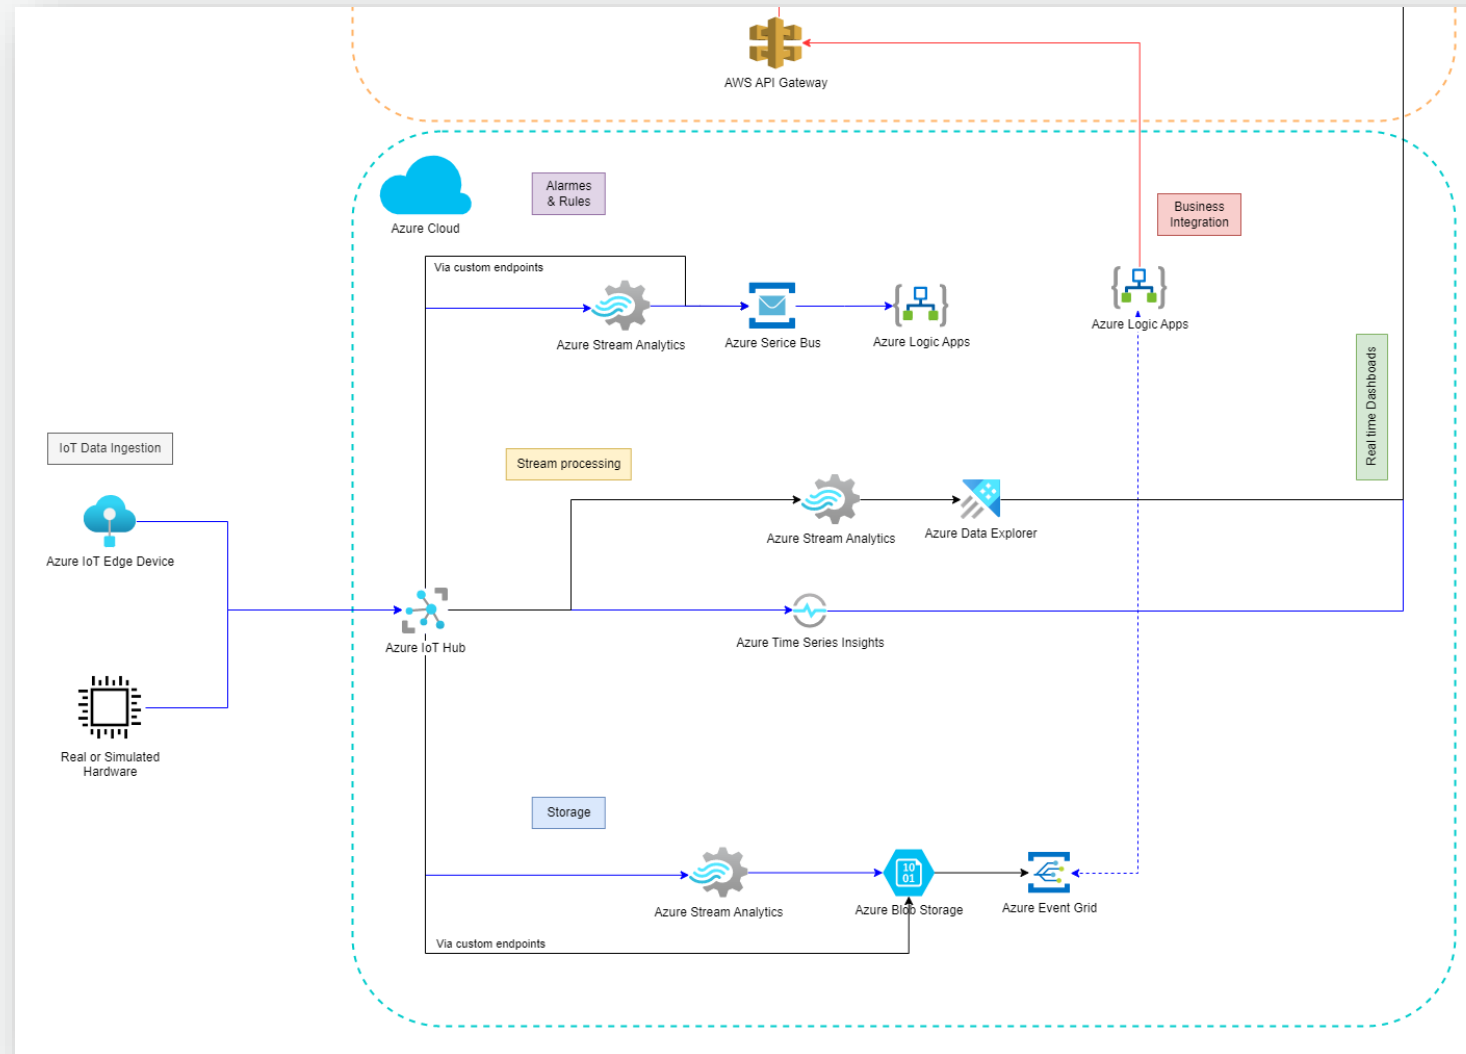 AWS API Gateway
Azure Cloud
Alarmes
& Rules
Business
Integration
Via custom endpoints
Azure Stream Analytics
Azure Serice Bus
Azure Logic Apps
Azure Logic Apps
Real time Dashboads
IoT Data Ingestion
Azure IoT Edge Device
Stream processing
Azure Stream Analytics
Azure Data Explorer
Azure IoT Hub
Azure Time Series Insights
Real or Simulated
Hardware
Storage
10
01
Azure Stream Analytics
Azure Blob Storage
Azure Event Grid
Via custom endpoints